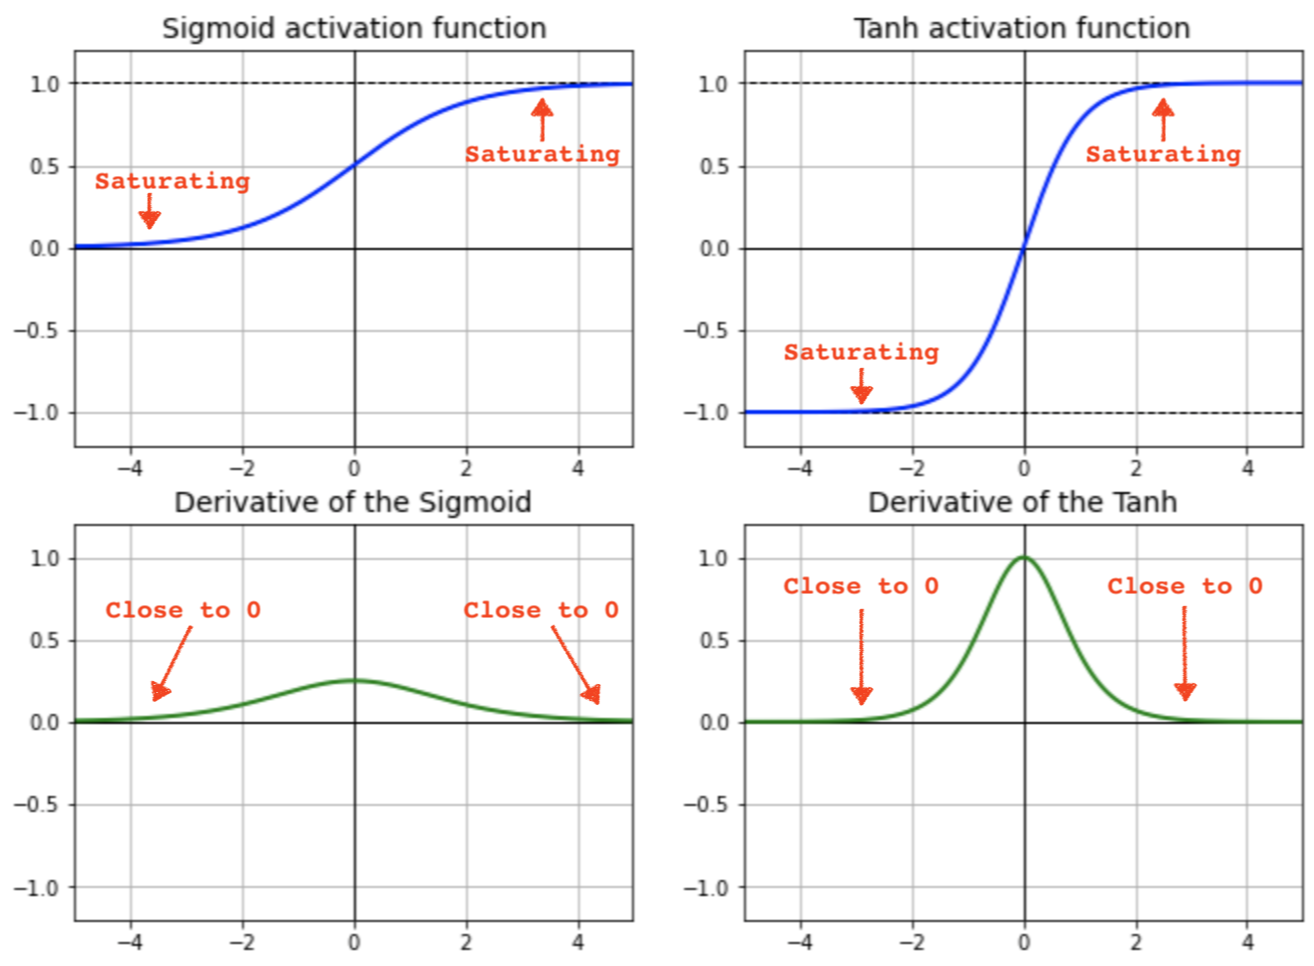 Sigmoid activation function
1.0
0.5
0.0
−0.5
−1.0
Saturating
Saturating
−4 −2 0 2 4
Tanh activation function
1.0
0.5
0.0
−0.5
−1.0
Saturating
Saturating
−4 −2 0 2 4
Derivative of the Sigmoid
1.0
0.5
0.0
−0.5
−1.0
Close to 0
Close to 0
−4 −2 0 2 4
Derivative of the Tanh
1.0
0.5
0.0
−0.5
−1.0
Close to 0
Close to 0
−4 −2 0 2 4